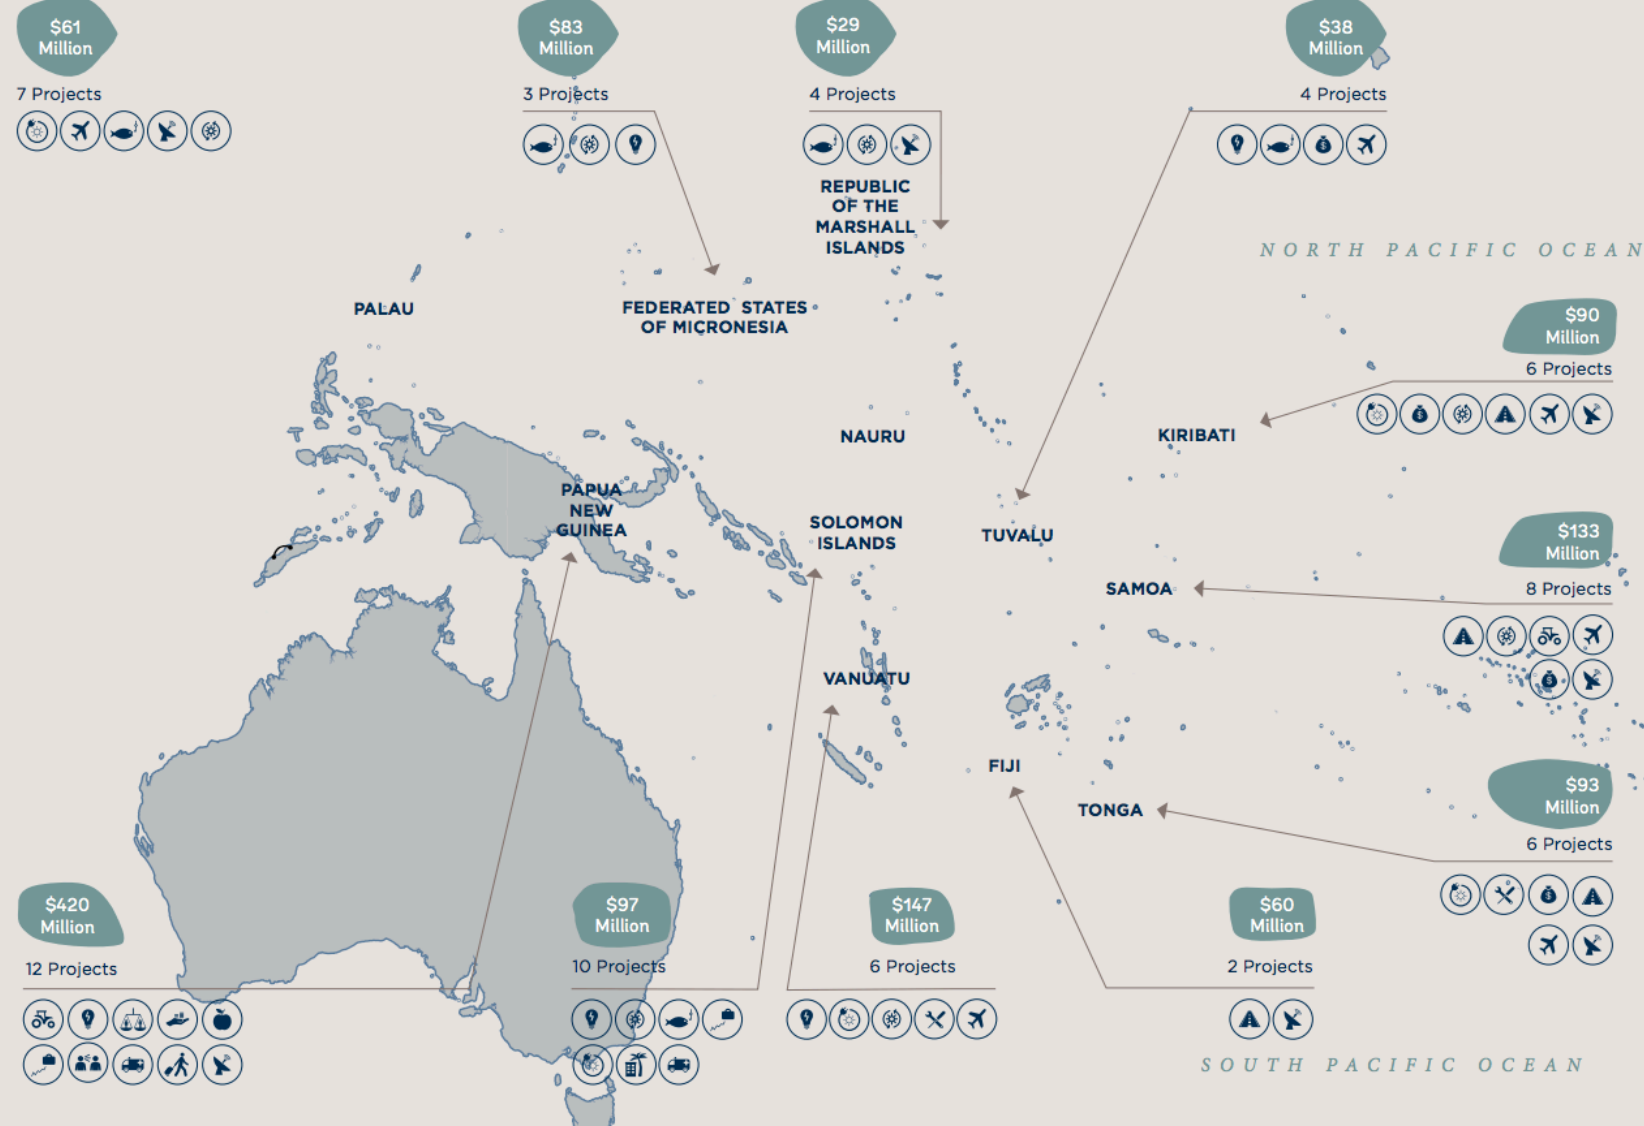 $61
Million
7 Projects
$83
Million
3 Projects
$29
Million
4 Projects
$38
Million
4 Projects
REPUBLIC
OF THE
MARSHALL
ISLANDS
NORTH PACIFIC OCEAN
PALAU
FEDERATED STATES
OF MICRONESIA
$90
Million
6 Projects
NAURU
KIRIBATI
PAPUA
NEW
GUINEA
SOLOMON
ISLANDS
TUVALU
$133
Million
8 Projects
SAMOA
VANUATU
FIJI
TONGA
$93
Million
6 Projects
$420
Million
12 Projects
$97
Million
10 Projects
$147
Million
6 Projects
$60
Million
2 Projects
SOUTH PACIFIC OCEAN